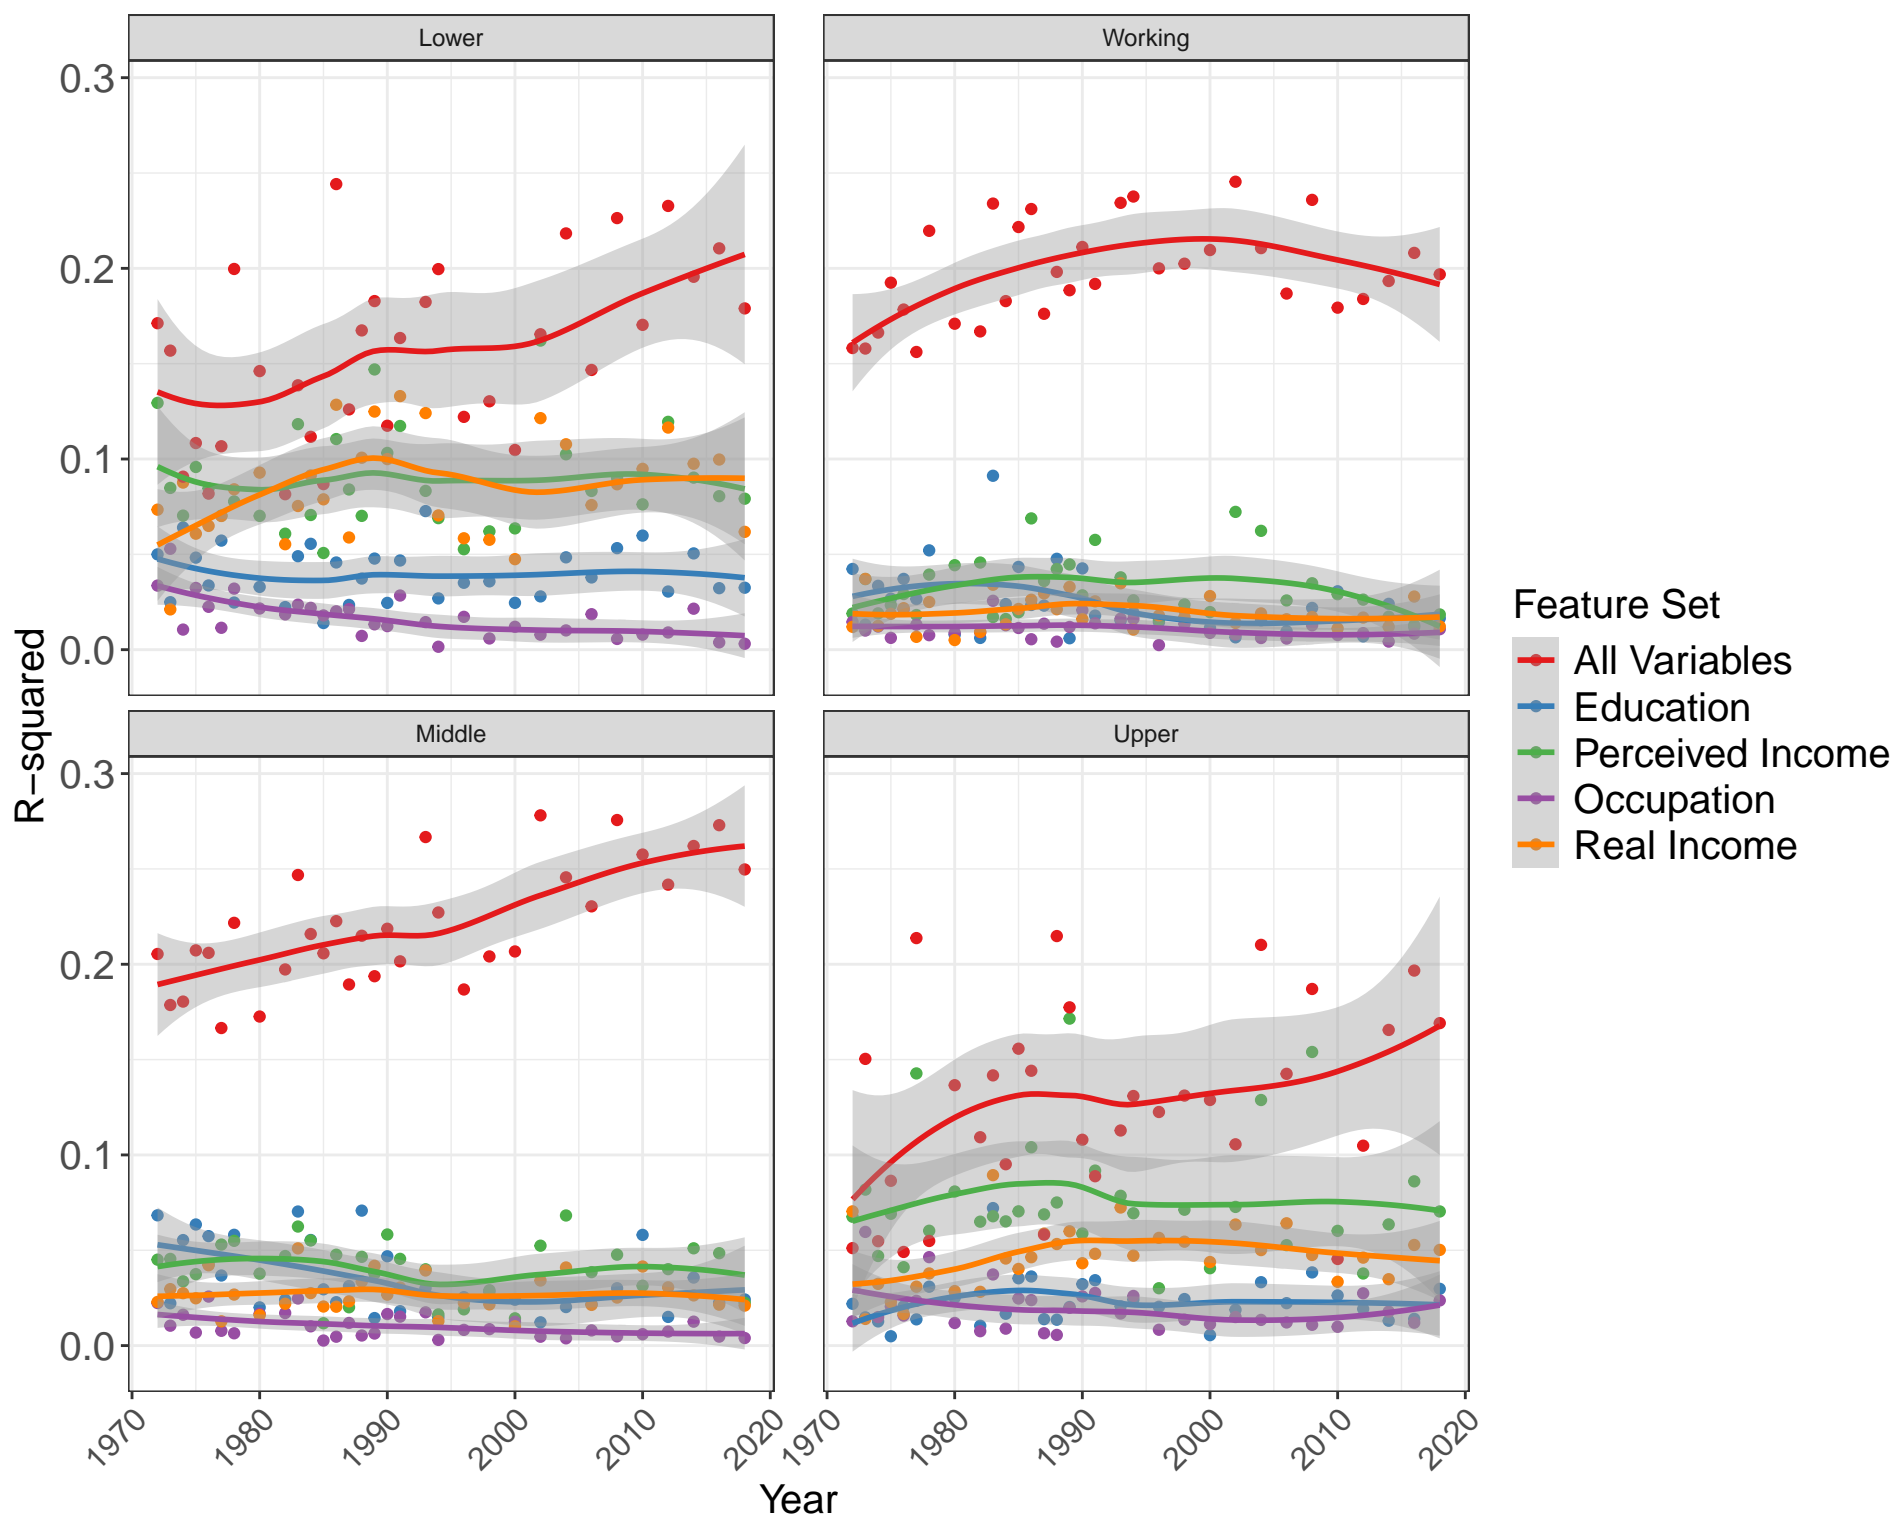 Lower
Working
0.3
0.2
0.1
0.0
R−squared
Middle
Upper
0.3
0.2
0.1
0.0
1970
1980
1990
2000
2010
2020
1970
1980
1990
2000
2010
2020
Year
Feature Set
All Variables
Education
Perceived Income
Occupation
Real Income